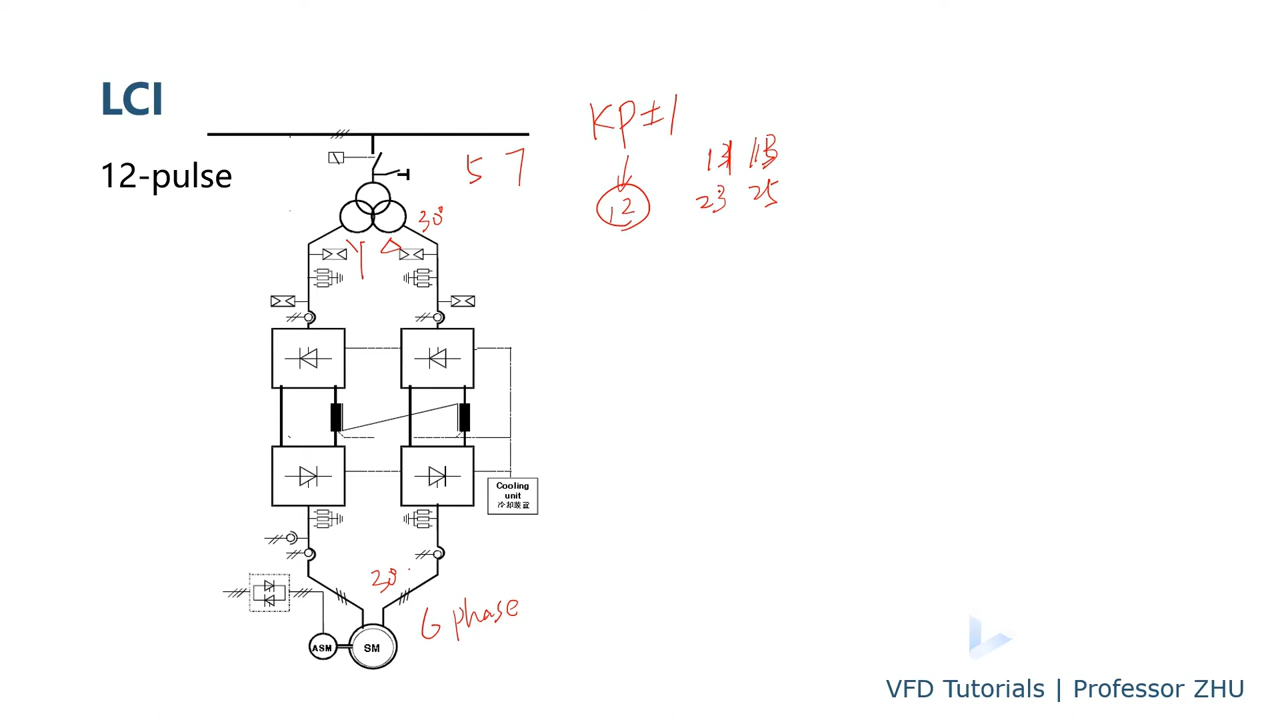 LCI
12-pulse
KP±1
12
11 13
23 25
5 7
30°
Y Δ
Cooling
unit
冷却装置
30°
6 phase
ASM
SM
VFD Tutorials | Professor ZHU